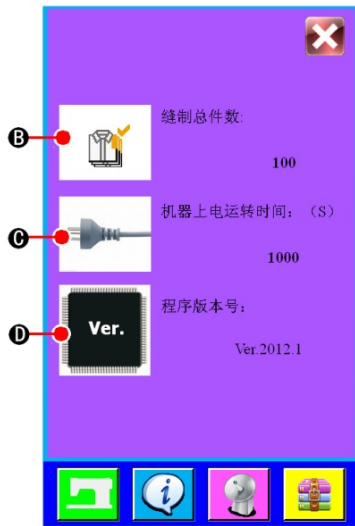 B
缝制总件数:
100
C
机器上电运转时间：（S）
1000
D
Ver.
程序版本号：
Ver.2012.1
i